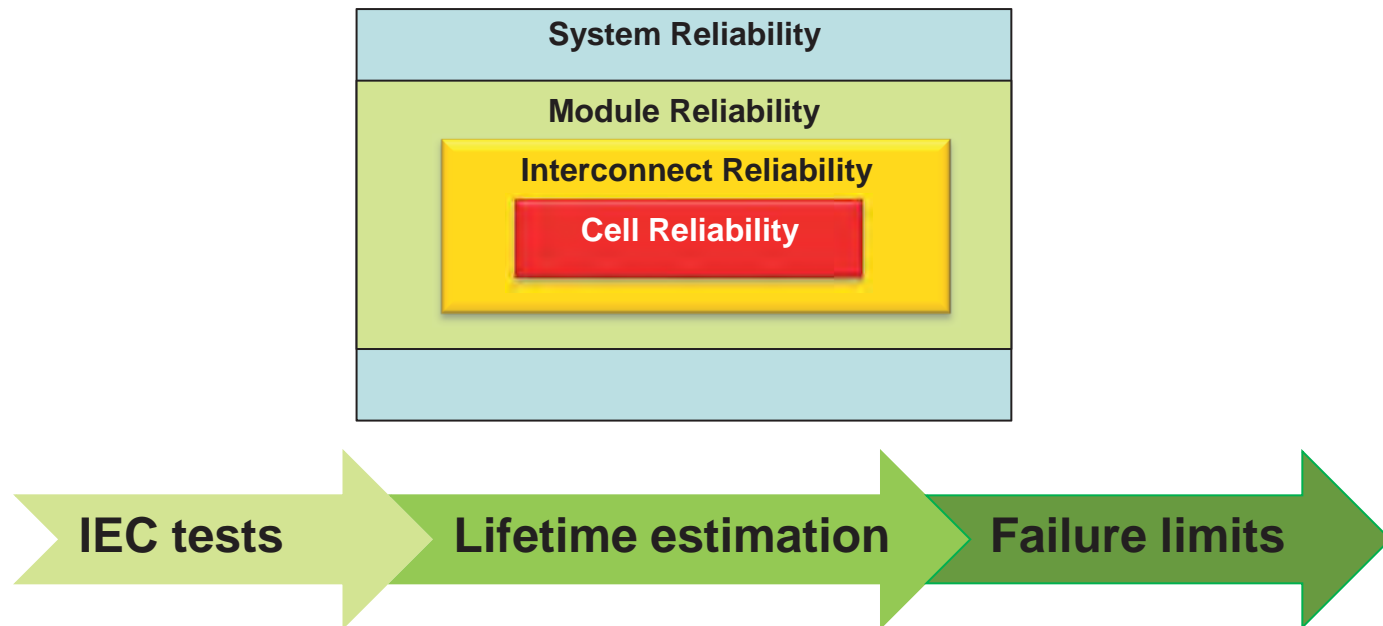 System Reliability
Module Reliability
Interconnect Reliability
Cell Reliability
IEC tests
Lifetime estimation
Failure limits